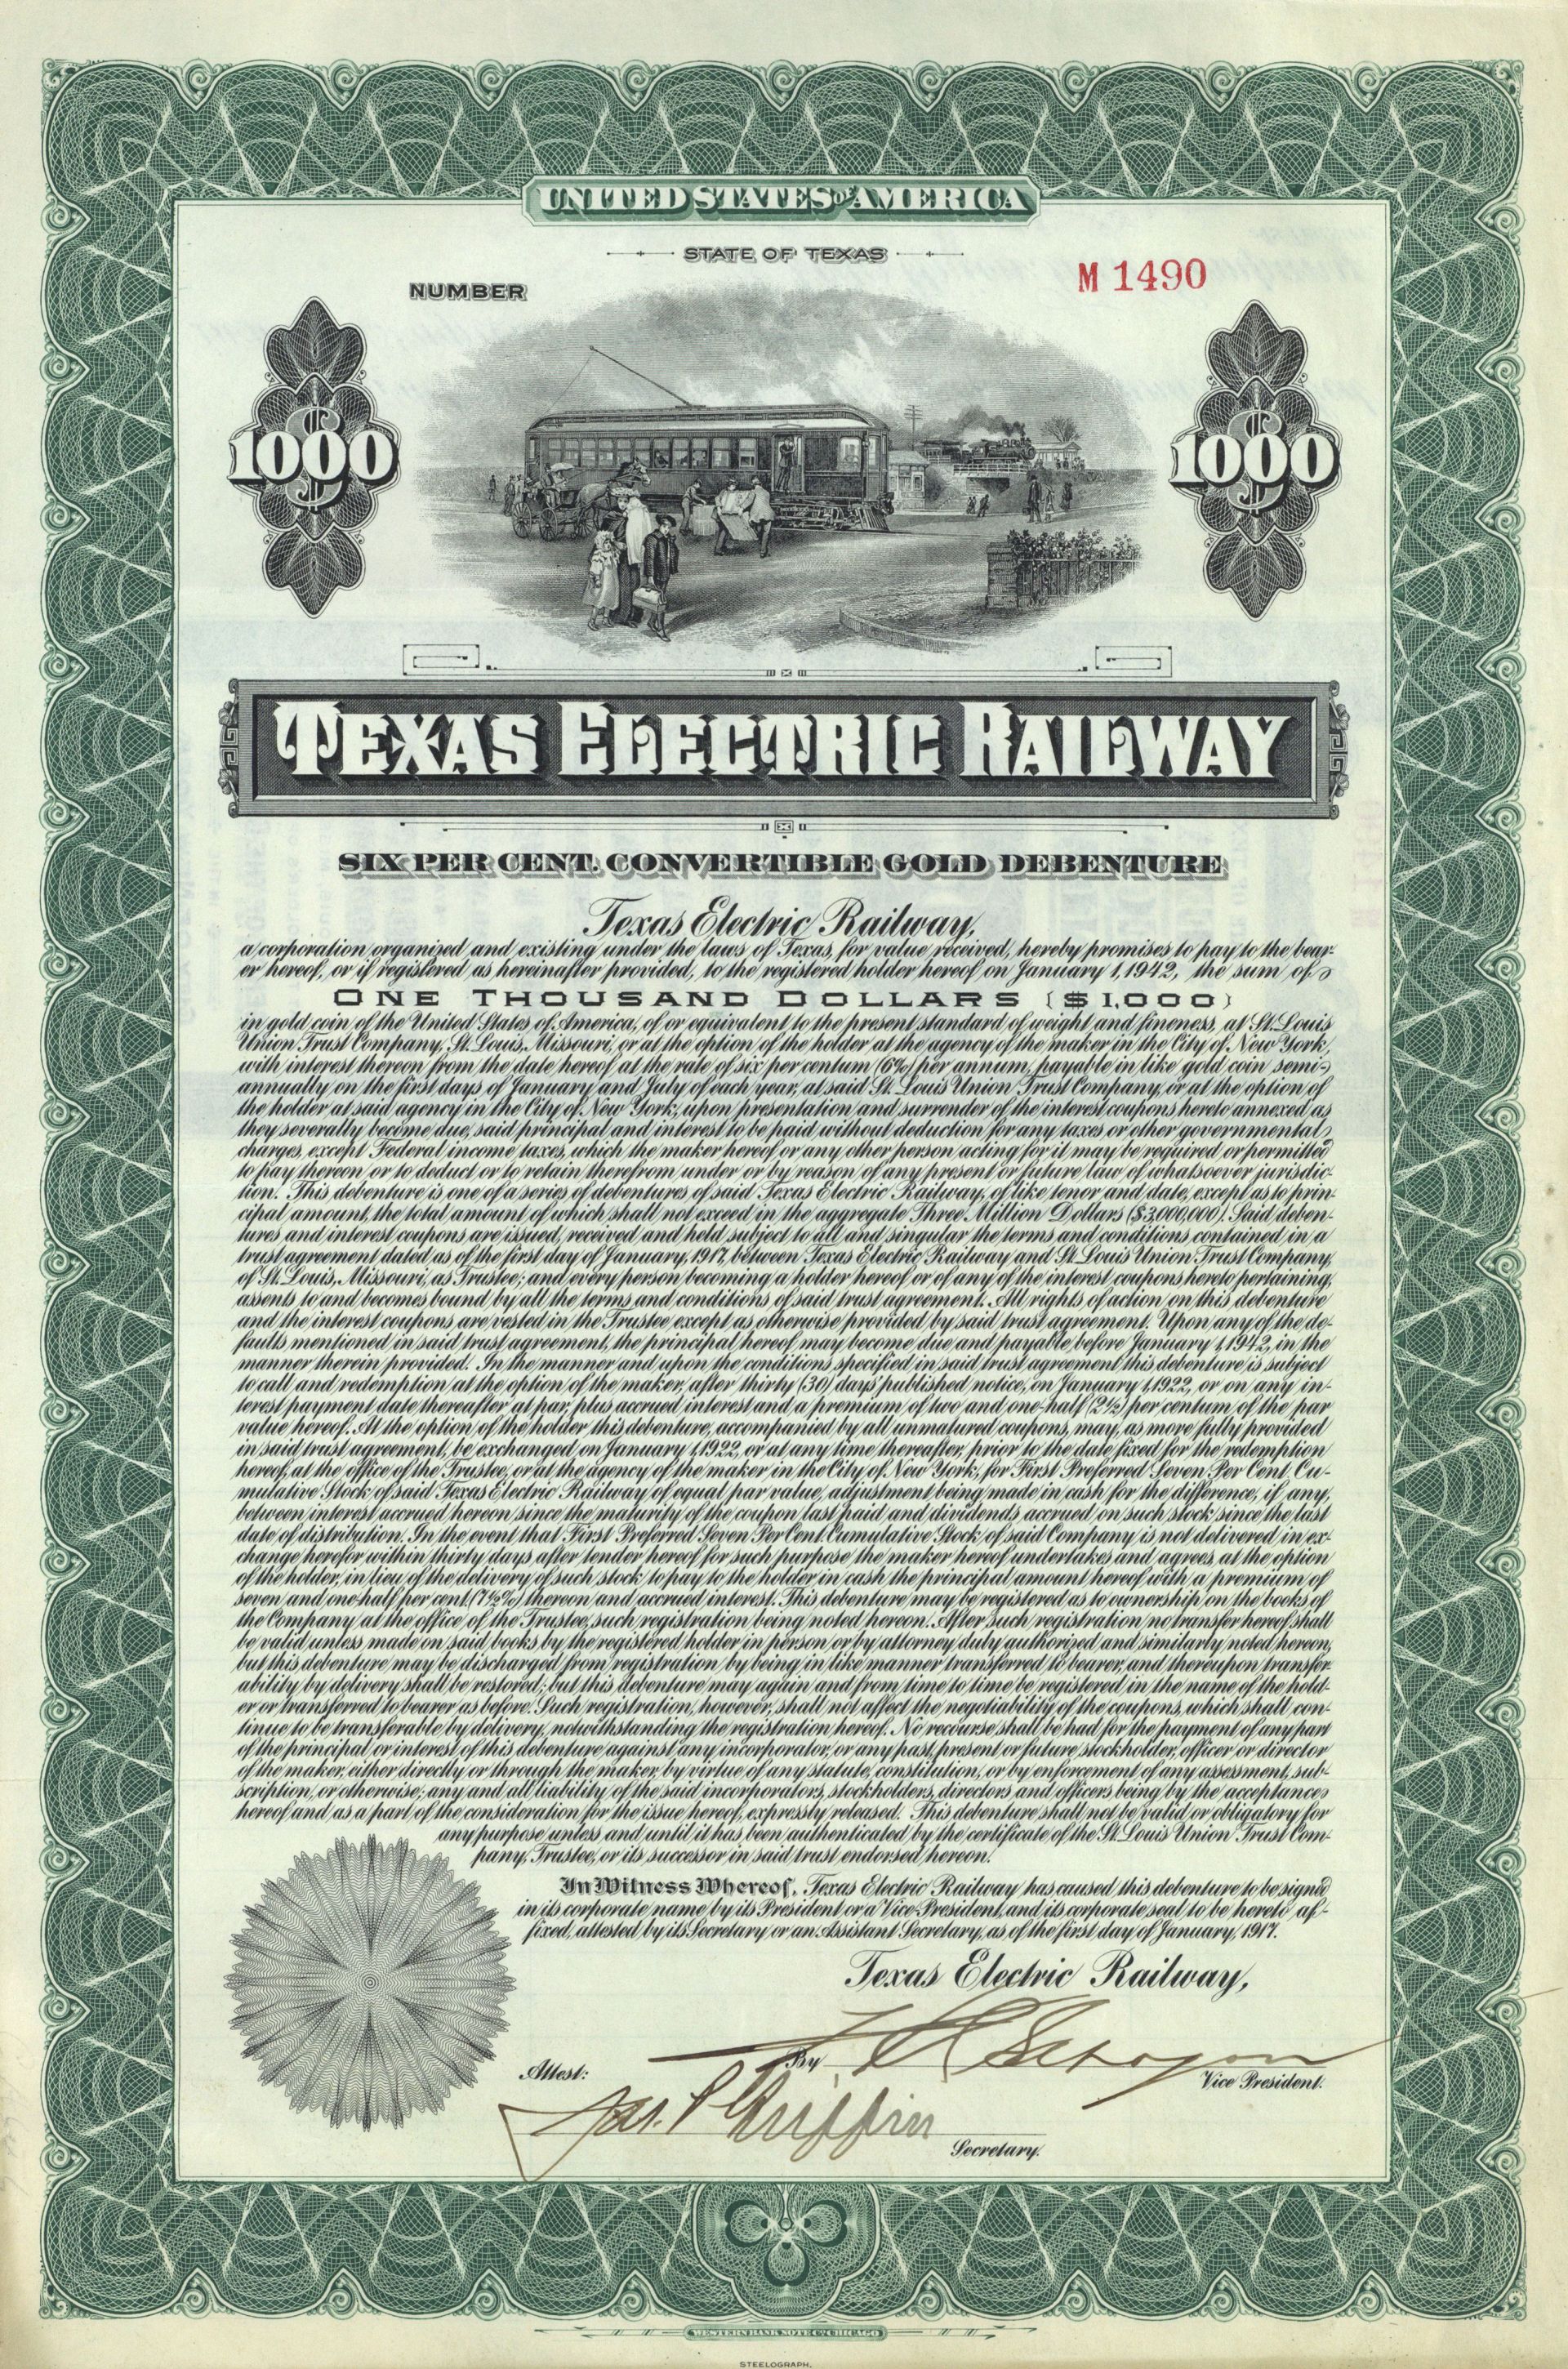 UNITED STATES OF AMERICA
STATE OF TEXAS
NUMBER
M 1490
$1000
$1000
TEXAS ELECTRIC RAILWAY
SIX PER CENT. CONVERTIBLE GOLD DEBENTURE
Texas Electric Railway,
a corporation organized and existing under the laws of Texas, for value received, hereby promises to pay to the bear-
er hereof, or if registered as hereinafter provided, to the registered holder hereof on January 1, 1942, the sum of
ONE THOUSAND DOLLARS ($1,000)
in gold coin of the United States of America, of or equivalent to the present standard of weight and fineness, at St. Louis
Union Trust Company, St. Louis, Missouri, or at the option of the holder at the agency of the maker in the City of New York,
with interest thereon from the date hereof at the rate of six per centum (6%) per annum, payable in like gold coin semi-
annually on the first days of January and July of each year, at said St. Louis Union Trust Company, or at the option of
the holder at said agency in the City of New York, upon presentation and surrender of the interest coupons hereto annexed as
they severally become due, said principal and interest to be paid without deduction for any taxes or other governmental
charges, except Federal income taxes, which the maker hereof or any other person acting for it may be required or permitted
to pay thereon or to deduct or to retain therefrom under or by reason of any present or future law of whatsoever jurisdic-
tion. This debenture is one of a series of debentures of said Texas Electric Railway, of like tenor and date, except as to prin-
cipal amount, the total amount of which shall not exceed in the aggregate Three Million Dollars ($3,000,000). Said deben-
tures and interest coupons are issued, received and held subject to all and singular the terms and conditions contained in a
trust agreement dated as of the first day of January, 1917, between Texas Electric Railway and St. Louis Union Trust Company,
of St. Louis, Missouri, as Trustee; and every person becoming a holder hereof or of any of the interest coupons hereto pertaining,
assents to and becomes bound by all the terms and conditions of said trust agreement. All rights of action on this debenture
and the interest coupons are vested in the Trustee except as otherwise provided by said trust agreement. Upon any of the de-
faults mentioned in said trust agreement, the principal hereof may become due and payable before January 1, 1942, in the
manner therein provided. In the manner and upon the conditions specified in said trust agreement this debenture is subject
to call and redemption at the option of the maker, after thirty (30) days' published notice, on January 1, 1922, or on any in-
terest payment date thereafter at par, plus accrued interest and a premium of two and one-half (2½) per centum of the par
value hereof. At the option of the holder this debenture, accompanied by all unmatured coupons, may, as more fully provided
in said trust agreement, be exchanged on January 1, 1922, or at any time thereafter, prior to the date fixed for the redemption
hereof, at the office of the Trustee, or at the agency of the maker in the City of New York, for First Preferred Seven Per Cent. Cu-
mulative Stock of said Texas Electric Railway of equal par value, adjustment being made in cash for the difference, if any,
between interest accrued hereon since the maturity of the coupon last paid and dividends accrued on such stock since the last
date of distribution. In the event that First Preferred Seven Per Cent. Cumulative Stock of said Company is not delivered in ex-
change herefor within thirty days after tender hereof for such purpose the maker hereof undertakes and agrees, at the option
of the holder, in lieu of the delivery of such stock to pay to the holder in cash the principal amount hereof with a premium of
seven and one-half per cent. (7½%) thereon and accrued interest. This debenture may be registered as to ownership on the books of
the Company at the office of the Trustee, such registration being noted hereon. After such registration no transfer hereof shall
be valid unless made on said books by the registered holder in person or by attorney duly authorized and similarly noted hereon,
but this debenture may be discharged from registration by being in like manner transferred to bearer, and thereupon transfer-
ability by delivery shall be restored; but this debenture may again and from time to time be registered in the name of the hold-
er or transferred to bearer as before. Such registration, however, shall not affect the negotiability of the coupons, which shall con-
tinue to be transferable by delivery, notwithstanding the registration hereof. No recourse shall be had for the payment of any part
of the principal or interest of this debenture against any incorporator, or any past, present or future stockholder, officer or director
of the maker, either directly or through the maker, by virtue of any statute, constitution, or by enforcement of any assessment, sub-
scription, or otherwise; any and all liability of the said incorporators, stockholders, directors and officers being by the acceptance
hereof and as a part of the consideration for the issue hereof, expressly released. This debenture shall not be valid or obligatory for
any purpose unless and until it has been authenticated by the certificate of the St. Louis Union Trust Com-
pany, Trustee, or its successor in said trust endorsed hereon.
In Witness Whereof, Texas Electric Railway has caused this debenture to be signed
in its corporate name by its President or a Vice-President, and its corporate seal to be hereto af-
fixed, attested by its Secretary or an Assistant Secretary, as of the first day of January, 1917.
Texas Electric Railway,
By
Vice President.
Attest:
Jas. P. Griffin
Secretary.
WESTERN BANK NOTE CO. CHICAGO
STEELOGRAPH.